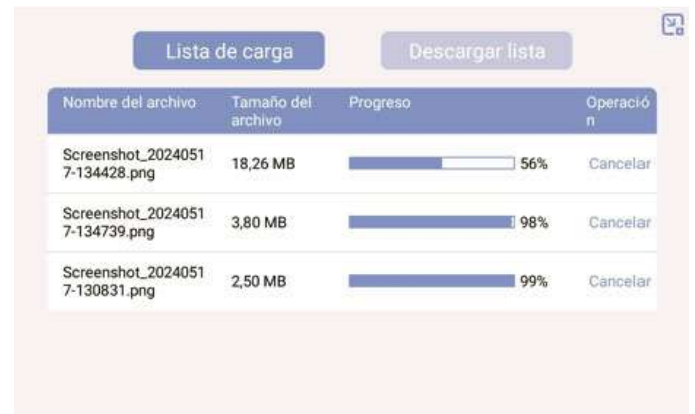 Lista de carga
Descargar lista
Nombre del archivo
Tamaño del
archivo
Progreso
Operació
n
Screenshot_2024051
7-134428.png
18,26 MB
56%
Cancelar
Screenshot_2024051
7-134739.png
3,80 MB
98%
Cancelar
Screenshot_2024051
7-130831.png
2,50 MB
99%
Cancelar